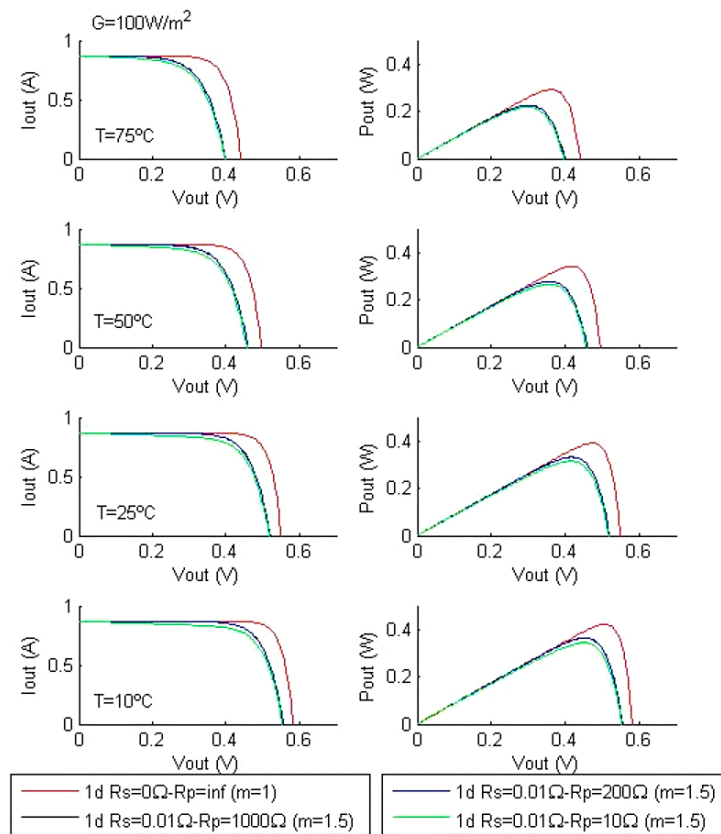 G=100W/m²
1
0.5
0
Iout (A)
T=75ºC
0 0.2 0.4 0.6
Vout (V)
0.4
0.2
0
Pout (W)
0 0.2 0.4 0.6
Vout (V)
1
0.5
0
Iout (A)
T=50ºC
0 0.2 0.4 0.6
Vout (V)
0.4
0.2
0
Pout (W)
0 0.2 0.4 0.6
Vout (V)
1
0.5
0
Iout (A)
T=25ºC
0 0.2 0.4 0.6
Vout (V)
0.4
0.2
0
Pout (W)
0 0.2 0.4 0.6
Vout (V)
1
0.5
0
Iout (A)
T=10ºC
0 0.2 0.4 0.6
Vout (V)
0.4
0.2
0
Pout (W)
0 0.2 0.4 0.6
Vout (V)
1d Rs=0Ω-Rp=inf (m=1)
1d Rs=0.01Ω-Rp=1000Ω (m=1.5)
1d Rs=0.01Ω-Rp=200Ω (m=1.5)
1d Rs=0.01Ω-Rp=10Ω (m=1.5)